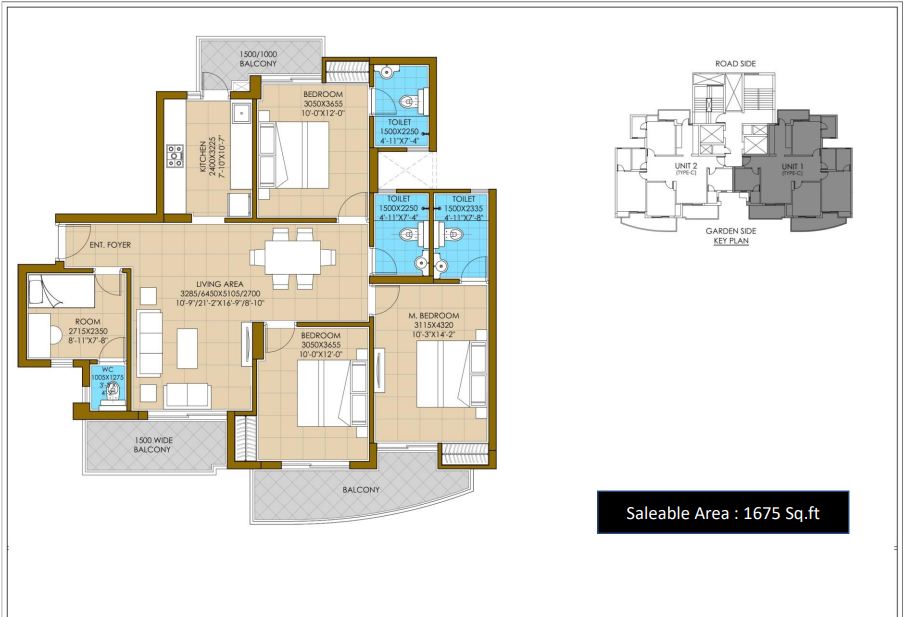 1500/1000
BALCONY
BEDROOM
3050X3655
10'-0"X12'-0"
TOILET
1500X2250
4'-11"X7'-4"
KITCHEN
2400X3225
7'-10"X10'-7"
TOILET
1500X2250
4'-11"X7'-4"
TOILET
1500X2335
4'-11"X7'-8"
ENT. FOYER
LIVING AREA
3285/6450X5105/2700
10'-9"/21'-2"X16'-9"/8'-10"
ROOM
2715X2350
8'-11"X7'-8"
WC
1005X1275
BEDROOM
3050X3655
10'-0"X12'-0"
M. BEDROOM
3115X4320
10'-3"X14'-2"
1500 WIDE
BALCONY
BALCONY
ROAD SIDE
UNIT 2
(TYPE-C)
UNIT 1
(TYPE-C)
GARDEN SIDE
KEY PLAN
Saleable Area : 1675 Sq.ft